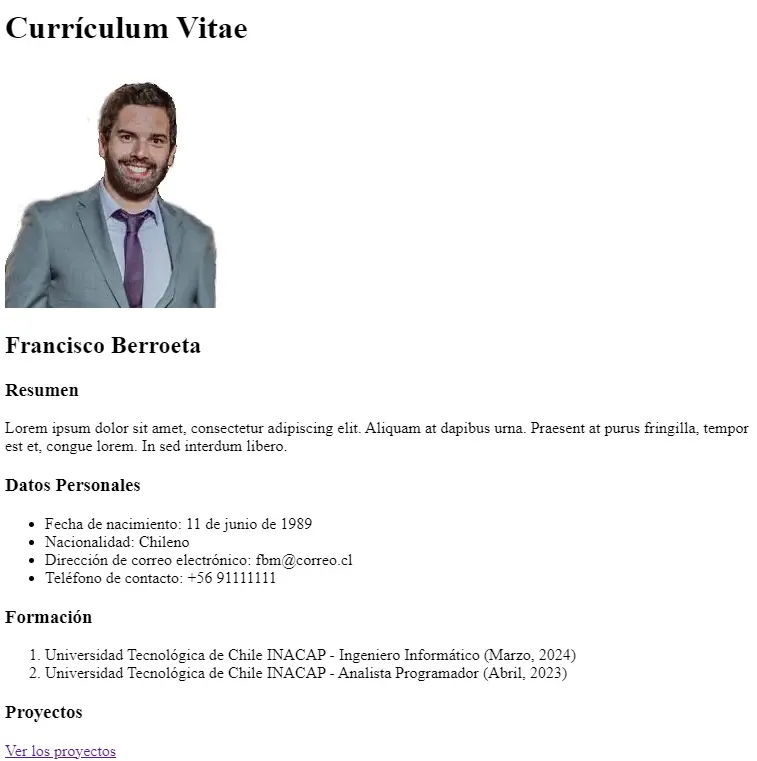 Currículum Vitae
Francisco Berroeta
Resumen
Lorem ipsum dolor sit amet, consectetur adipiscing elit. Aliquam at dapibus urna. Praesent at purus fringilla, tempor
est et, congue lorem. In sed interdum libero.
Datos Personales
• Fecha de nacimiento: 11 de junio de 1989
• Nacionalidad: Chileno
• Dirección de correo electrónico: fbm@correo.cl
• Teléfono de contacto: +56 91111111
Formación
1. Universidad Tecnológica de Chile INACAP - Ingeniero Informático (Marzo, 2024)
2. Universidad Tecnológica de Chile INACAP - Analista Programador (Abril, 2023)
Proyectos
Ver los proyectos